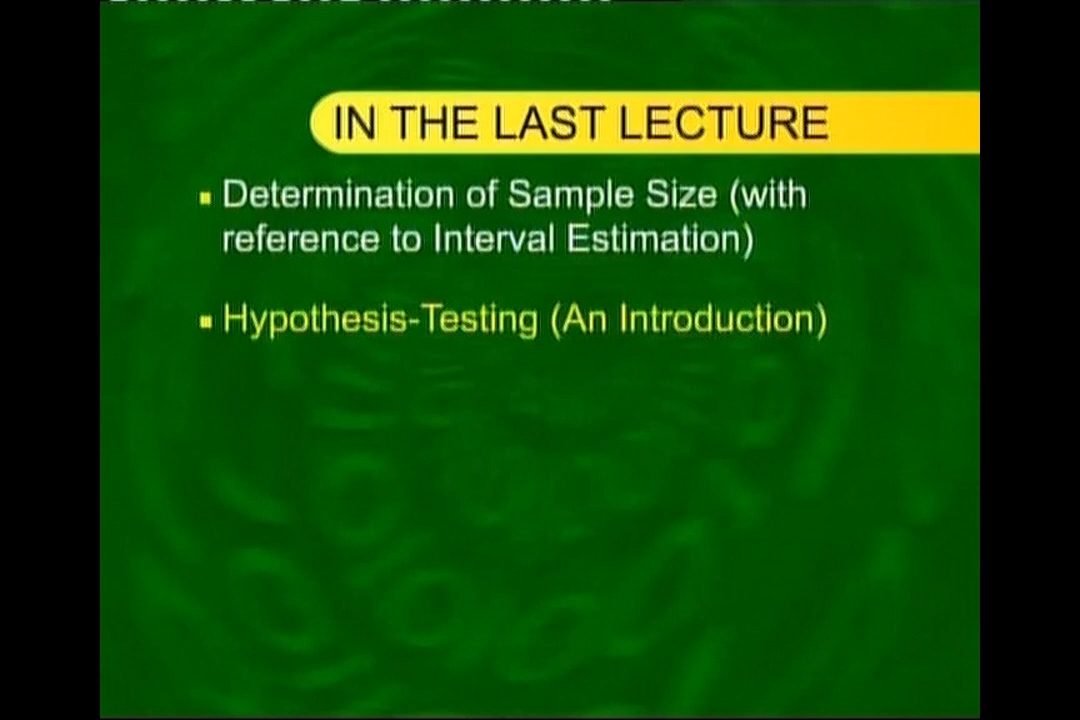 IN THE LAST LECTURE
▪ Determination of Sample Size (with
reference to Interval Estimation)
▪ Hypothesis-Testing (An Introduction)